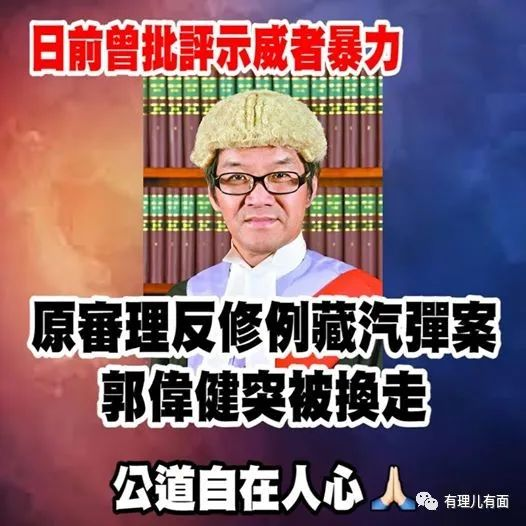 日前曾批評示威者暴力
原審理反修例藏汽彈案
郭偉健突被換走
公道自在人心🙏🏻
有理儿有面